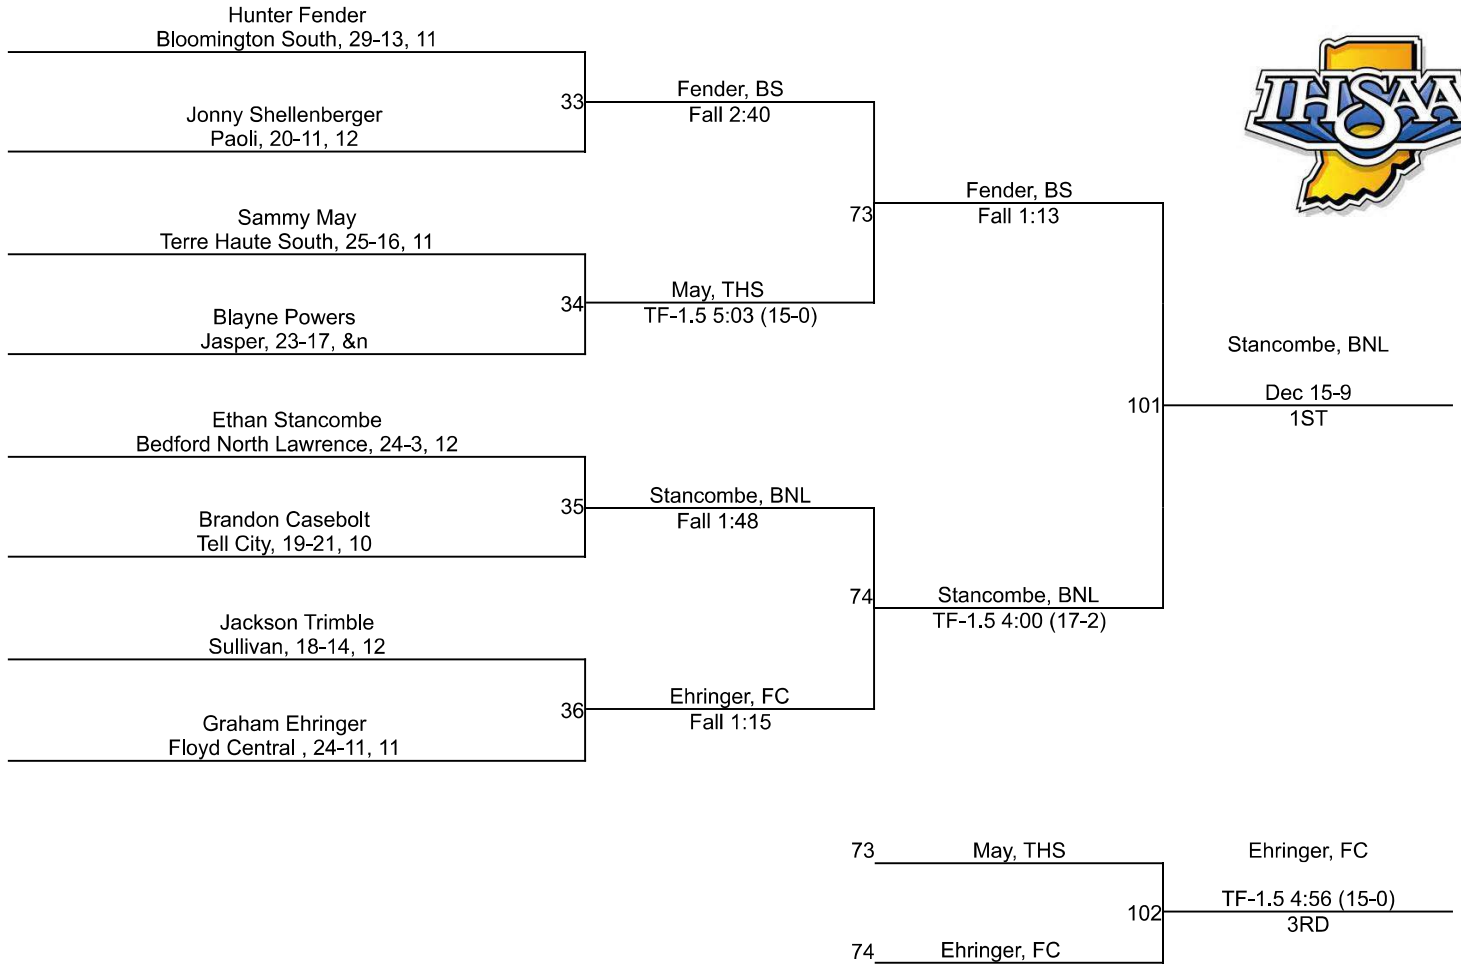 Hunter Fender
Bloomington South, 29-13, 11
Jonny Shellenberger
Paoli, 20-11, 12
Sammy May
Terre Haute South, 25-16, 11
Blayne Powers
Jasper, 23-17, &n
Ethan Stancombe
Bedford North Lawrence, 24-3, 12
Brandon Casebolt
Tell City, 19-21, 10
Jackson Trimble
Sullivan, 18-14, 12
Graham Ehringer
Floyd Central , 24-11, 11
33
Fender, BS
Fall 2:40
34
May, THS
TF-1.5 5:03 (15-0)
35
Stancombe, BNL
Fall 1:48
36
Ehringer, FC
Fall 1:15
73
Fender, BS
Fall 1:13
74
Stancombe, BNL
TF-1.5 4:00 (17-2)
101
Stancombe, BNL
Dec 15-9
1ST
IHSAA
73
May, THS
74
Ehringer, FC
102
Ehringer, FC
TF-1.5 4:56 (15-0)
3RD